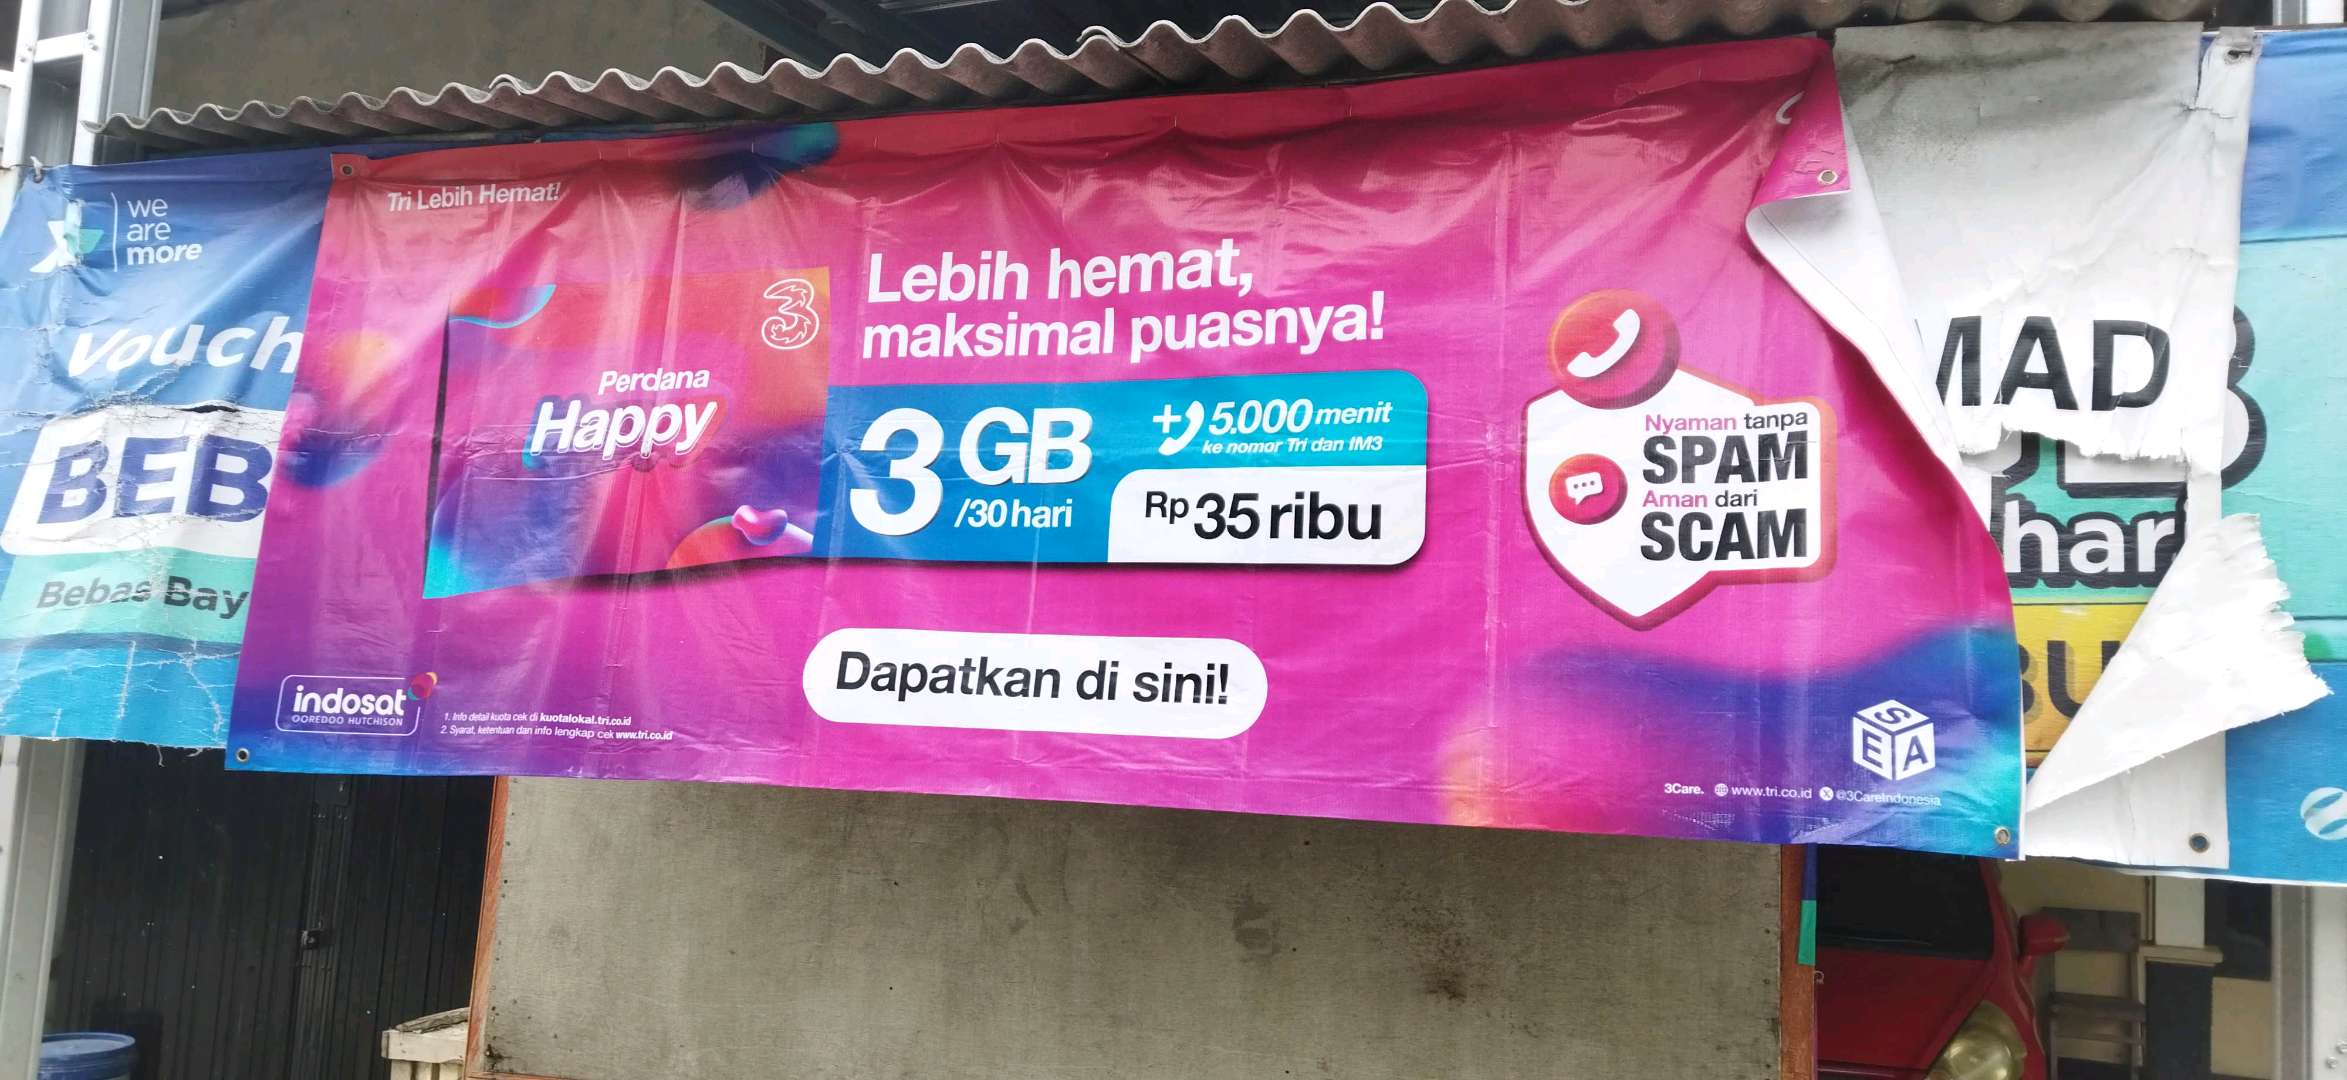 we
are
more
Vouch
BEB
Bebas Bay
Tri Lebih Hemat!
3
Perdana
Happy
Lebih hemat,
maksimal puasnya!
3 GB
/30 hari
+ 5.000 menit
ke nomor Tri dan IM3
Rp 35 ribu
Nyaman tanpa
SPAM
Aman dari
SCAM
Dapatkan di sini!
indosat
OOREDOO HUTCHISON
1. Info detail kuota cek di kuotalokal.tri.co.id
2. Syarat, ketentuan dan info lengkap cek www.tri.co.id
SEA
3Care. www.tri.co.id @3CareIndonesia
MAD
har
BU